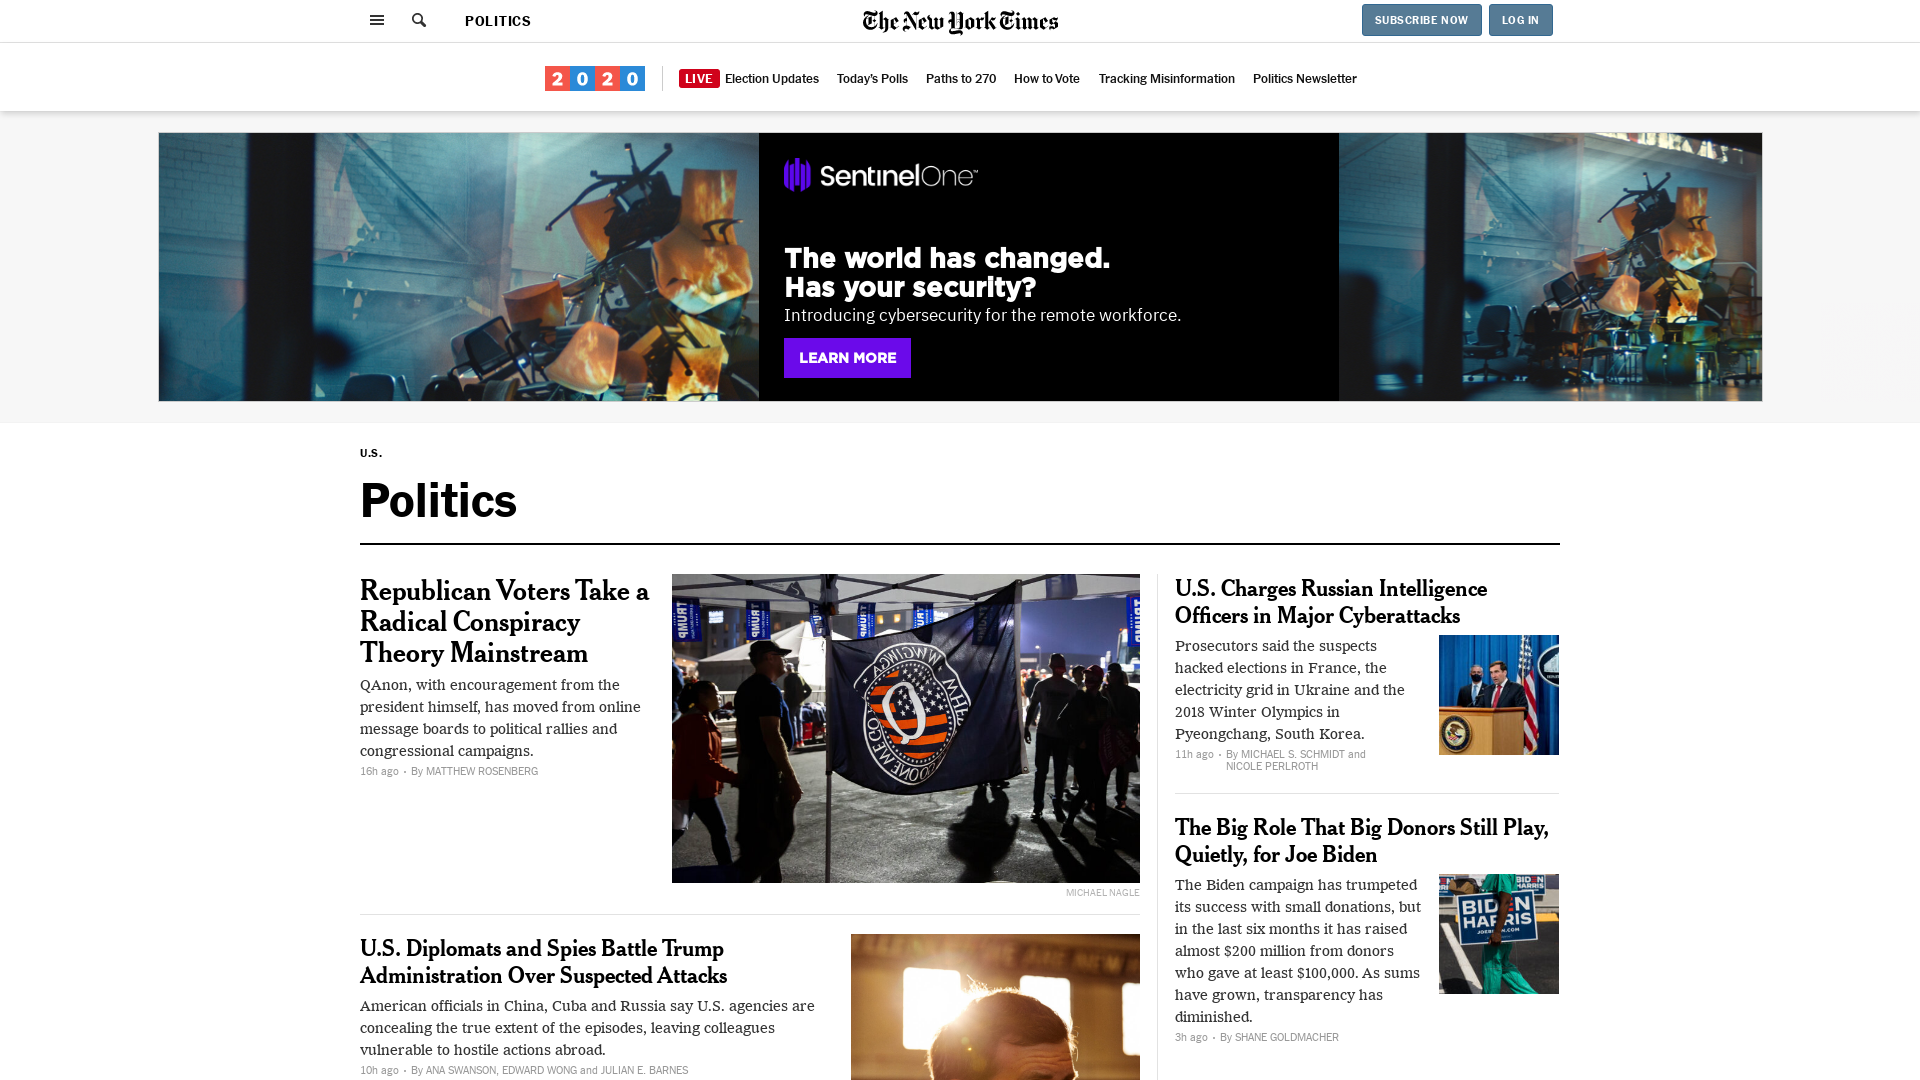 POLITICS
The New York Times
SUBSCRIBE NOW
LOG IN
2020
LIVE Election Updates
Today's Polls
Paths to 270
How to Vote
Tracking Misinformation
Politics Newsletter
SentinelOne™
The world has changed.
Has your security?
Introducing cybersecurity for the remote workforce.
LEARN MORE
U.S.
Politics
Republican Voters Take a
Radical Conspiracy
Theory Mainstream
QAnon, with encouragement from the
president himself, has moved from online
message boards to political rallies and
congressional campaigns.
16h ago · By MATTHEW ROSENBERG
TRUMP
Q
MICHAEL NAGLE
U.S. Diplomats and Spies Battle Trump
Administration Over Suspected Attacks
American officials in China, Cuba and Russia say U.S. agencies are
concealing the true extent of the episodes, leaving colleagues
vulnerable to hostile actions abroad.
10h ago · By ANA SWANSON, EDWARD WONG and JULIAN E. BARNES
U.S. Charges Russian Intelligence
Officers in Major Cyberattacks
Prosecutors said the suspects
hacked elections in France, the
electricity grid in Ukraine and the
2018 Winter Olympics in
Pyeongchang, South Korea.
11h ago · By MICHAEL S. SCHMIDT and
NICOLE PERLROTH
The Big Role That Big Donors Still Play,
Quietly, for Joe Biden
The Biden campaign has trumpeted
its success with small donations, but
in the last six months it has raised
almost $200 million from donors
who gave at least $100,000. As sums
have grown, transparency has
diminished.
3h ago · By SHANE GOLDMACHER
BIDEN
HARRIS